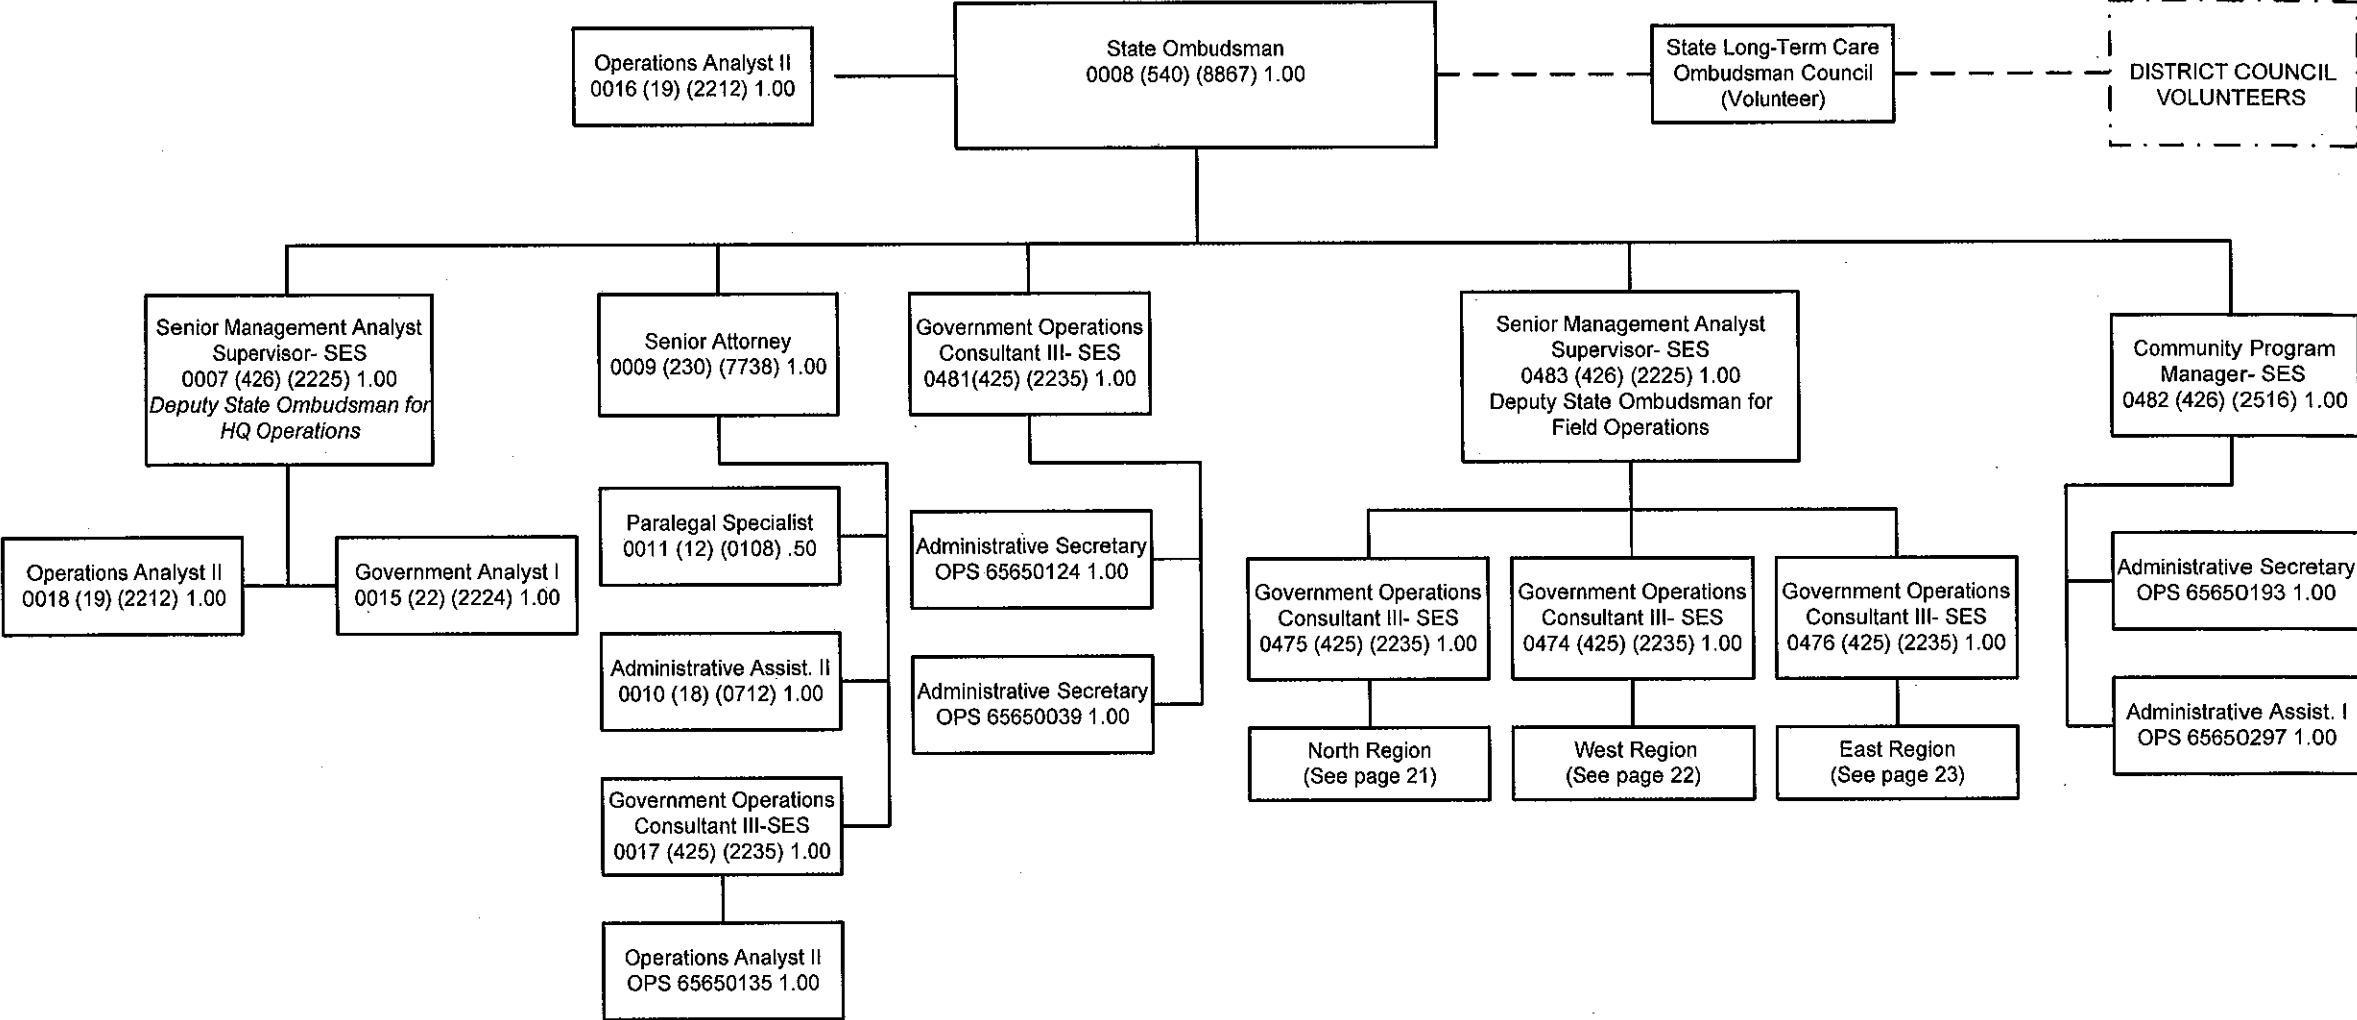 Operations Analyst II
0016 (19) (2212) 1.00
State Ombudsman
0008 (540) (8867) 1.00
State Long-Term Care
Ombudsman Council
(Volunteer)
DISTRICT COUNCIL
VOLUNTEERS
Senior Management Analyst
Supervisor- SES
0007 (426) (2225) 1.00
Deputy State Ombudsman for
HQ Operations
Senior Attorney
0009 (230) (7738) 1.00
Government Operations
Consultant III- SES
0481(425) (2235) 1.00
Senior Management Analyst
Supervisor- SES
0483 (426) (2225) 1.00
Deputy State Ombudsman for
Field Operations
Community Program
Manager- SES
0482 (426) (2516) 1.00
Operations Analyst II
0018 (19) (2212) 1.00
Government Analyst I
0015 (22) (2224) 1.00
Paralegal Specialist
0011 (12) (0108) .50
Administrative Assist. II
0010 (18) (0712) 1.00
Government Operations
Consultant III-SES
0017 (425) (2235) 1.00
Operations Analyst II
OPS 65650135 1.00
Administrative Secretary
OPS 65650124 1.00
Administrative Secretary
OPS 65650039 1.00
Government Operations
Consultant III- SES
0475 (425) (2235) 1.00
Government Operations
Consultant III- SES
0474 (425) (2235) 1.00
Government Operations
Consultant III- SES
0476 (425) (2235) 1.00
North Region
(See page 21)
West Region
(See page 22)
East Region
(See page 23)
Administrative Secretary
OPS 65650193 1.00
Administrative Assist. I
OPS 65650297 1.00